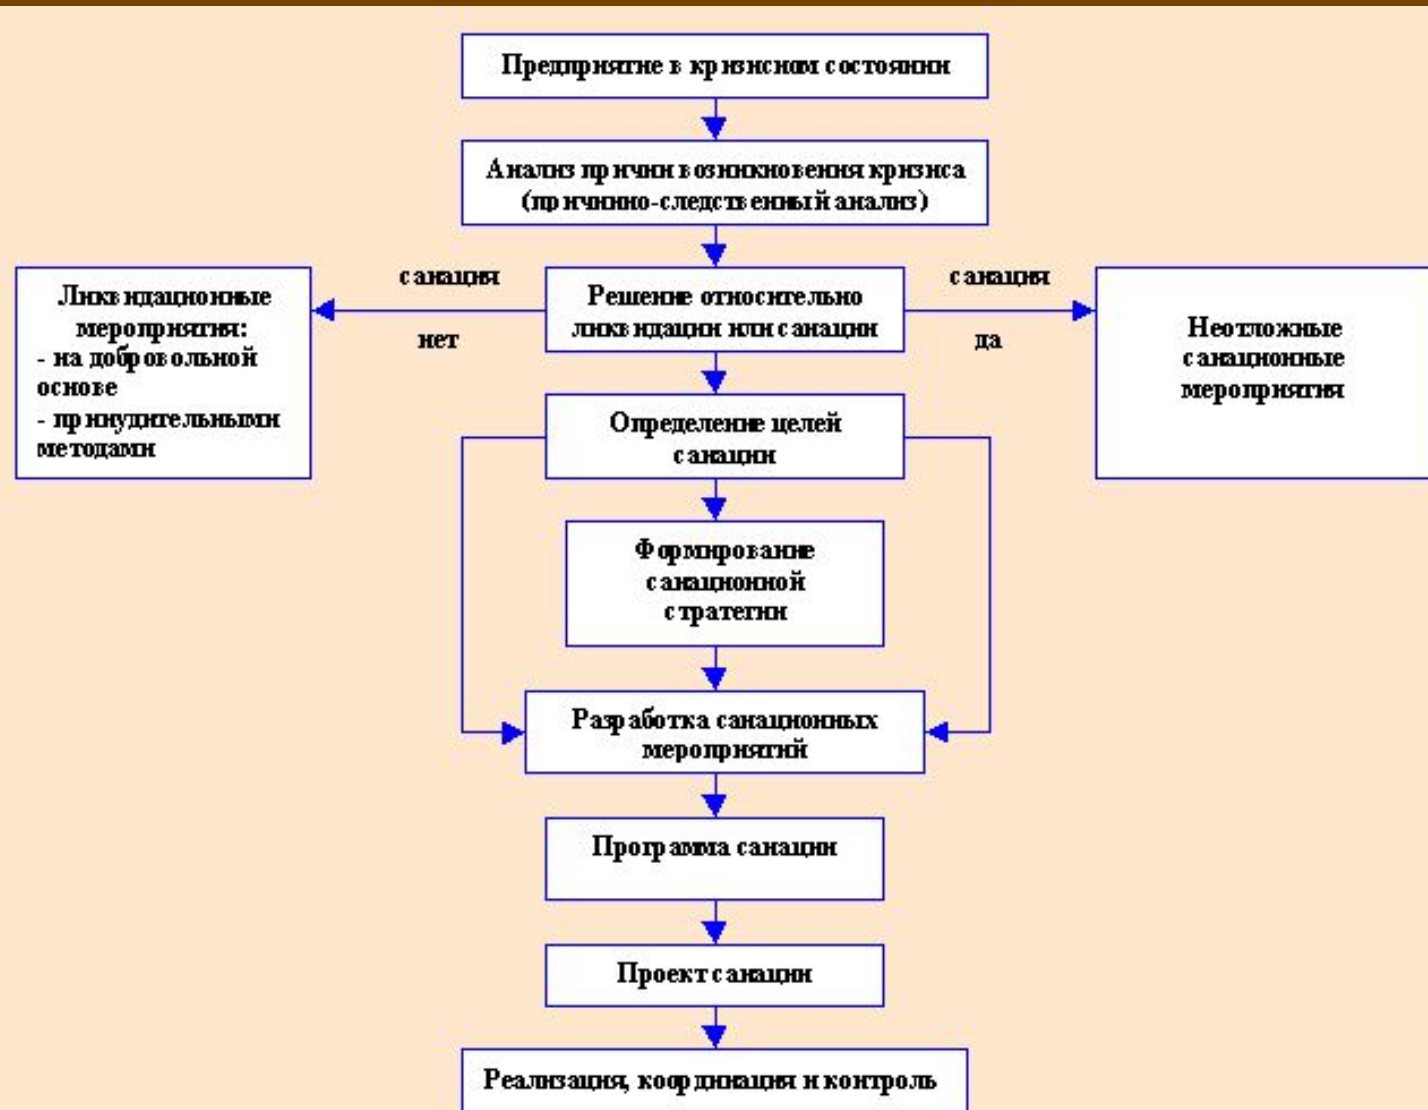 Предприятие в кризисном состоянии
Анализ причин возникновения кризиса
(причинно-следственный анализ)
санация
нет
Решение относительно
ликвидации или санации
санация
да
Ликвидационные
мероприятия:
- на добровольной
основе
- принудительными
методами
Неотложные
санационные
мероприятия
Определение целей
санации
Формирование
санационной
стратегии
Разработка санационных
мероприятий
Программа санации
Проект санации
Реализация, координация и контроль